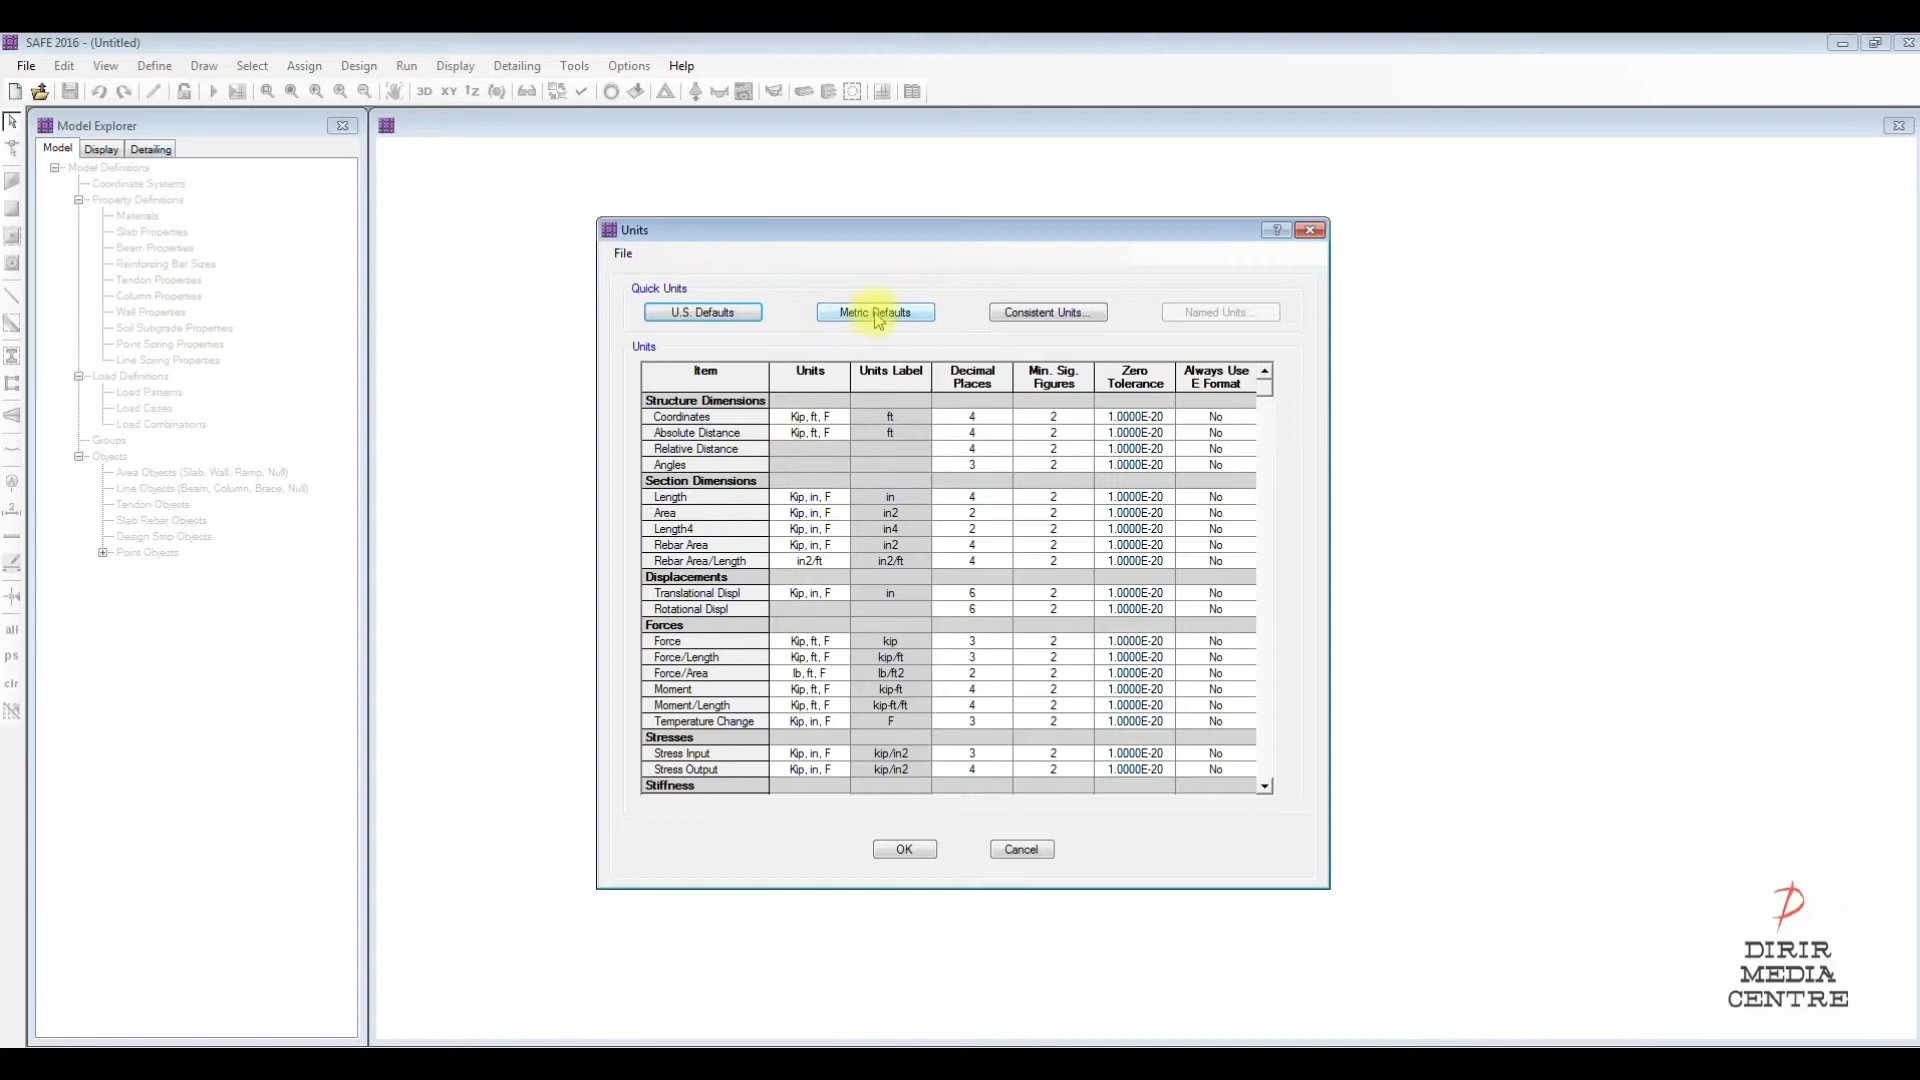 SAFE 2016 - (Untitled)
File Edit View Define Draw Select Assign Design Run Display Detailing Tools Options Help
3D XY
Model Explorer
Model Display Detailing
Model Definitions
Coordinate Systems
Property Definitions
Materials
Slab Properties
Beam Properties
Reinforcing Bar Sizes
Tendon Properties
Column Properties
Wall Properties
Soil Subgrade Properties
Point Spring Properties
Line Spring Properties
Load Definitions
Load Patterns
Load Cases
Load Combinations
Groups
Objects
Area Objects (Slab, Wall, Ramp, Null)
Line Objects (Beam, Column, Brace, Null)
Tendon Objects
Slab Rebar Objects
Design Strip Objects
Point Objects
all
ps
clr
Units
File
Quick Units
U.S. Defaults Metric Defaults Consistent Units... Named Units...
Units
Item Units Units Label Decimal Places Min. Sig. Figures Zero Tolerance Always Use E Format
Structure Dimensions
Coordinates Kip, ft, F ft 4 2 1.0000E-20 No
Absolute Distance Kip, ft, F ft 4 2 1.0000E-20 No
Relative Distance 4 2 1.0000E-20 No
Angles 3 2 1.0000E-20 No
Section Dimensions
Length Kip, in, F in 4 2 1.0000E-20 No
Area Kip, in, F in2 2 2 1.0000E-20 No
Length4 Kip, in, F in4 2 2 1.0000E-20 No
Rebar Area Kip, in, F in2 4 2 1.0000E-20 No
Rebar Area/Length in2/ft in2/ft 4 2 1.0000E-20 No
Displacements
Translational Displ Kip, in, F in 6 2 1.0000E-20 No
Rotational Displ 6 2 1.0000E-20 No
Forces
Force Kip, ft, F kip 3 2 1.0000E-20 No
Force/Length Kip, ft, F kip/ft 3 2 1.0000E-20 No
Force/Area lb, ft, F lb/ft2 2 2 1.0000E-20 No
Moment Kip, ft, F kip-ft 4 2 1.0000E-20 No
Moment/Length Kip, ft, F kip-ft/ft 4 2 1.0000E-20 No
Temperature Change Kip, in, F F 3 2 1.0000E-20 No
Stresses
Stress Input Kip, in, F kip/in2 3 2 1.0000E-20 No
Stress Output Kip, in, F kip/in2 4 2 1.0000E-20 No
Stiffness
OK Cancel
DIRIR
MEDIA
CENTRE